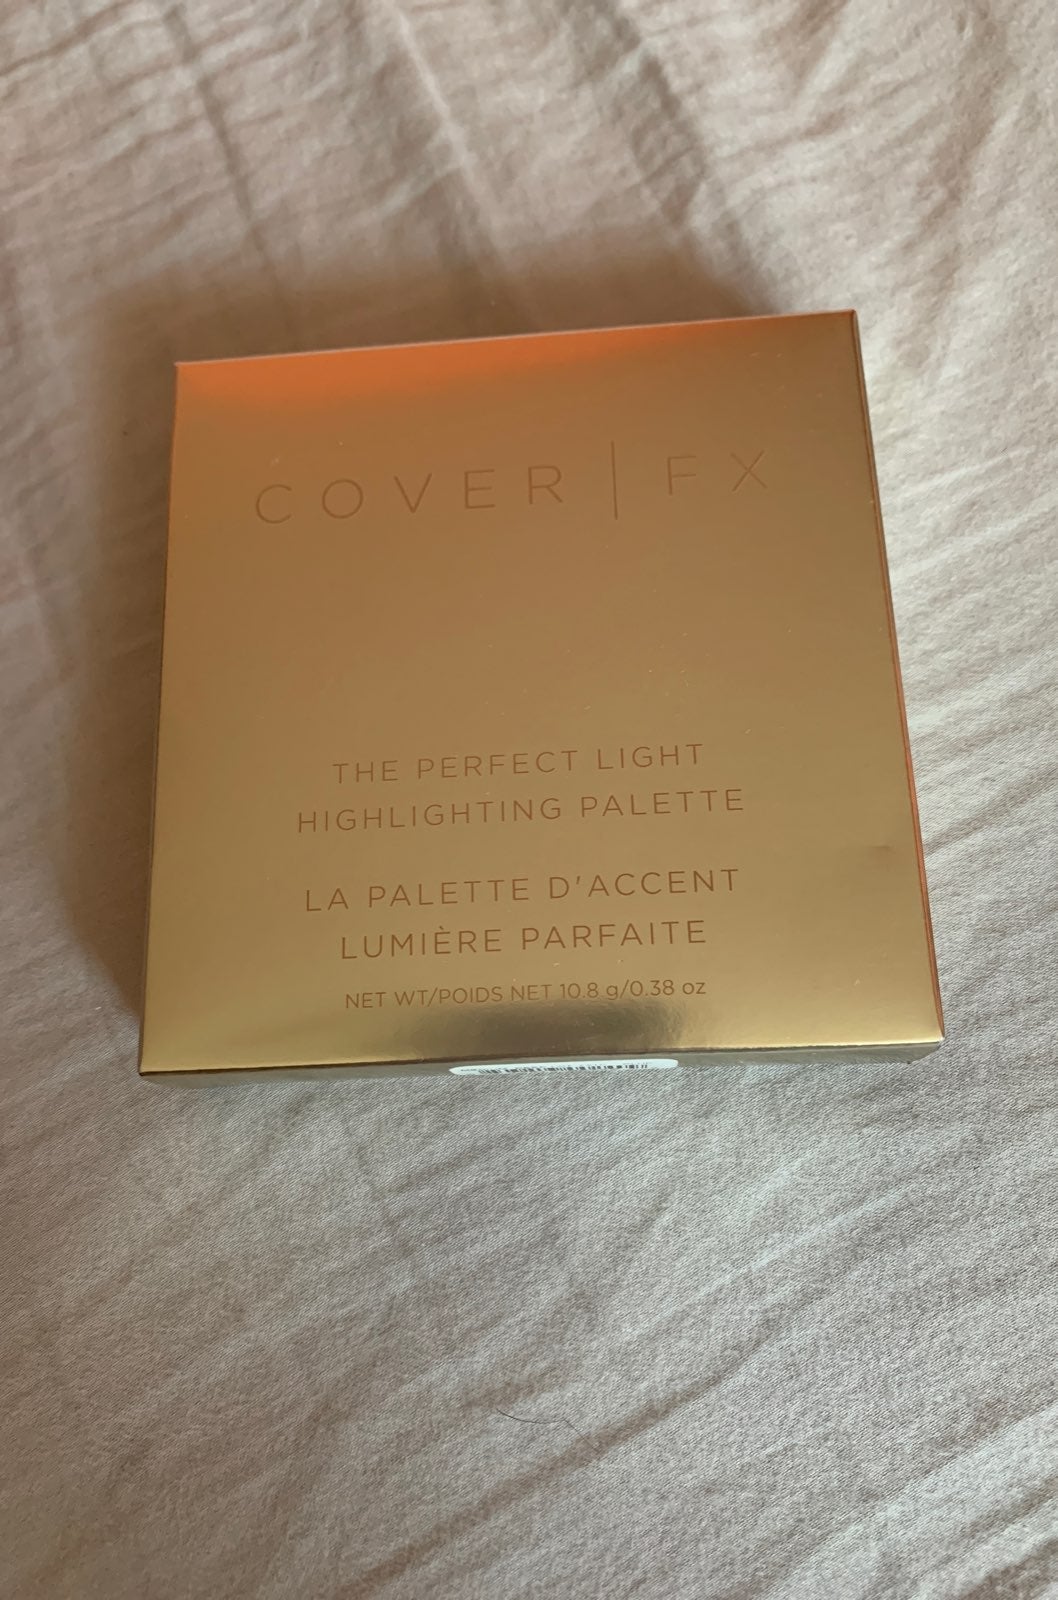 COVER | FX
THE PERFECT LIGHT
HIGHLIGHTING PALETTE
LA PALETTE D'ACCENT
LUMIÈRE PARFAITE
NET WT/POIDS NET 10.8 g/0.38 oz